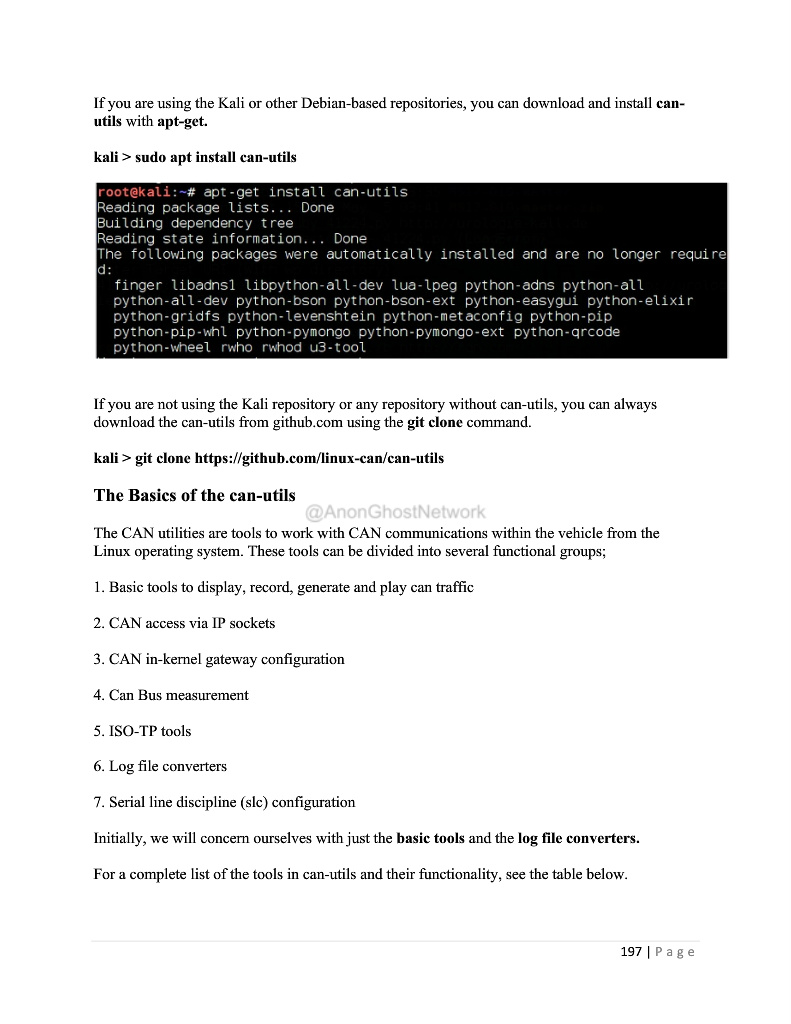 If you are using the Kali or other Debian-based repositories, you can download and install can-
utils with apt-get.
kali > sudo apt install can-utils
root@kali:~# apt-get install can-utils
Reading package lists... Done
Building dependency tree
Reading state information... Done
The following packages were automatically installed and are no longer require
d:
finger libadns1 libpython-all-dev lua-lpeg python-adns python-all
python-all-dev python-bson python-bson-ext python-easygui python-elixir
python-gridfs python-levenshtein python-metaconfig python-pip
python-pip-whl python-pymongo python-pymongo-ext python-qrcode
python-wheel rwho rwhod u3-tool
If you are not using the Kali repository or any repository without can-utils, you can always
download the can-utils from github.com using the git clone command.
kali > git clone https://github.com/linux-can/can-utils
The Basics of the can-utils
@AnonGhostNetwork
The CAN utilities are tools to work with CAN communications within the vehicle from the
Linux operating system. These tools can be divided into several functional groups;
1. Basic tools to display, record, generate and play can traffic
2. CAN access via IP sockets
3. CAN in-kernel gateway configuration
4. Can Bus measurement
5. ISO-TP tools
6. Log file converters
7. Serial line discipline (slc) configuration
Initially, we will concern ourselves with just the basic tools and the log file converters.
For a complete list of the tools in can-utils and their functionality, see the table below.
197 | Page